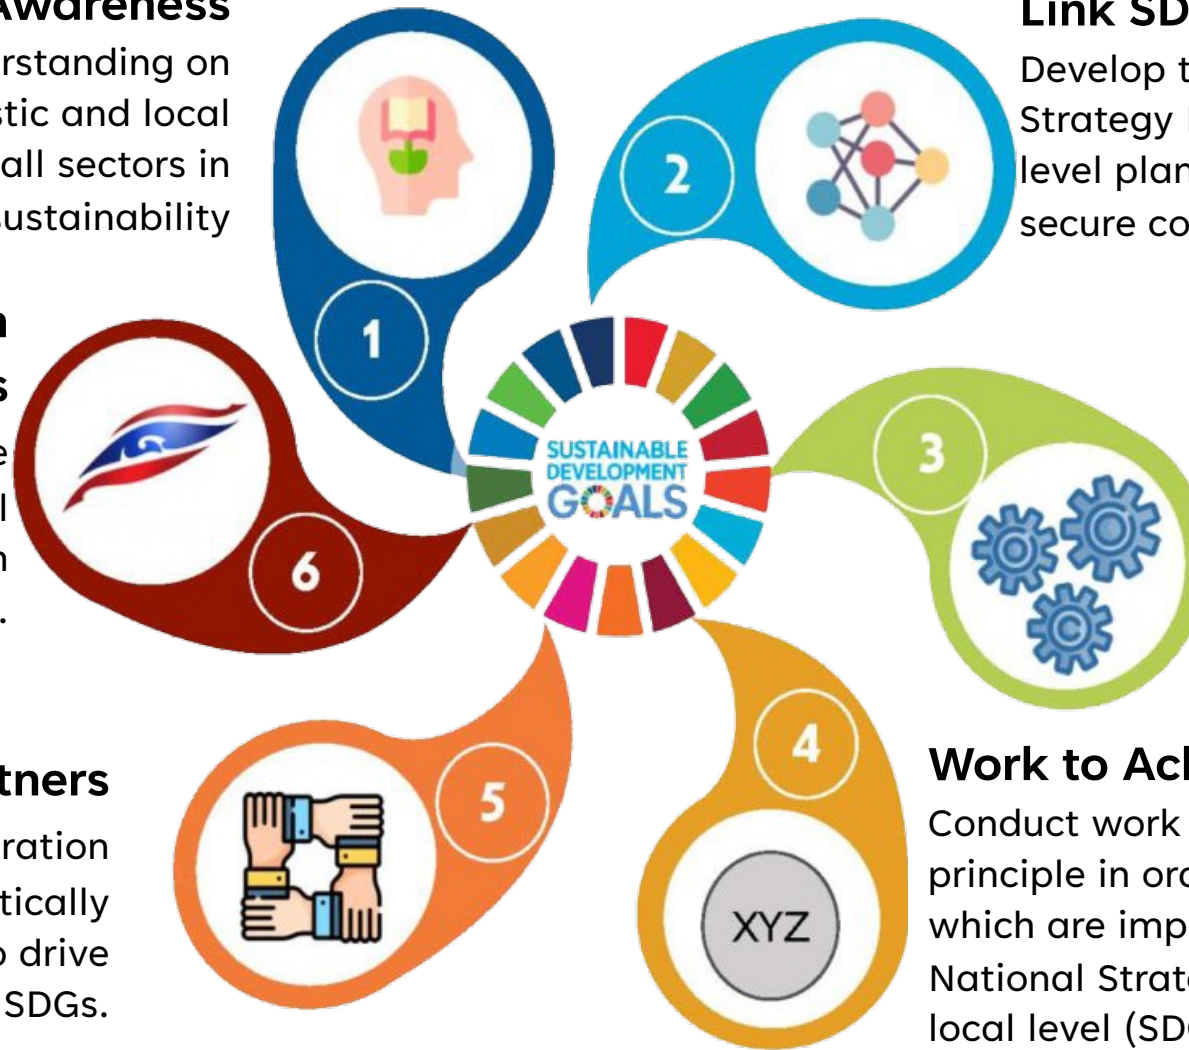 Awareness
rstanding on
stic and local
all sectors in
sustainability
1
2
Link SD
Develop t
Strategy
level plan
secure co
3
SUSTAINABLE
DEVELOPMENT
GOALS
6
n
s
e
l
n
.
5
tners
ration
tically
o drive
SDGs.
4
XYZ
Work to Ac
Conduct work
principle in or
which are imp
National Strat
local level (SD